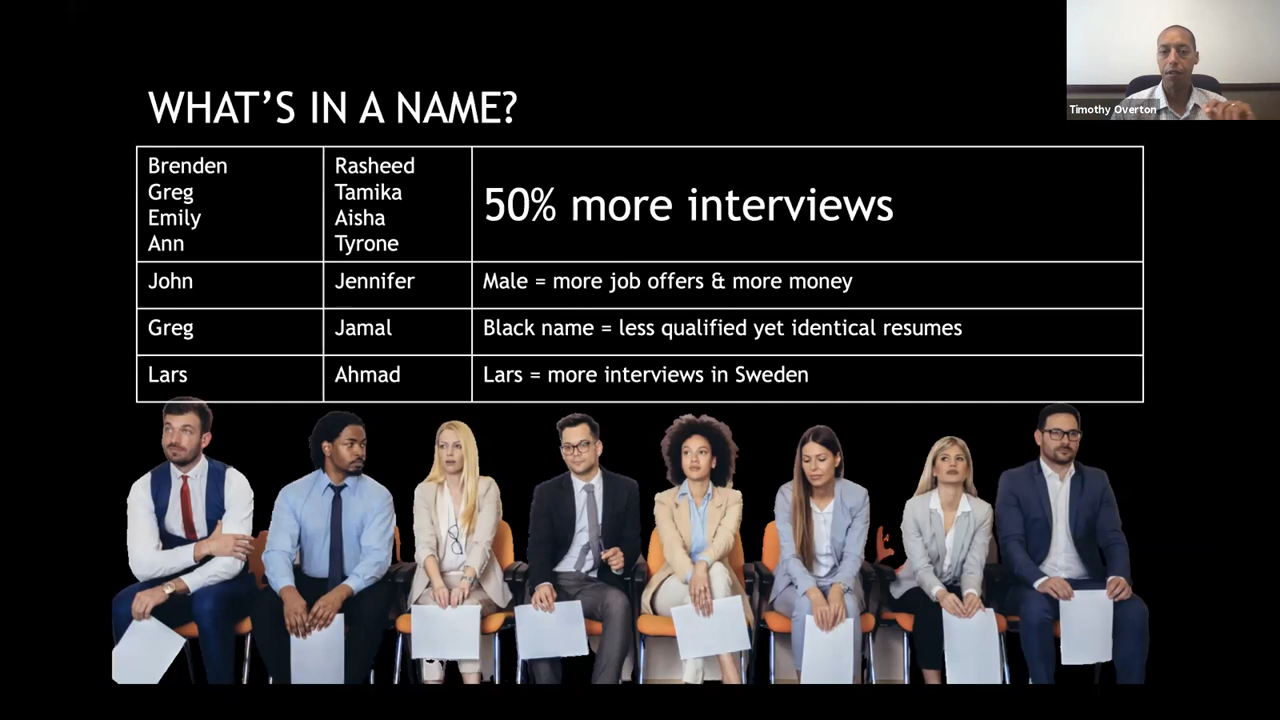 Timothy Overton
WHAT'S IN A NAME?
Brenden
Greg
Emily
Ann
Rasheed
Tamika
Aisha
Tyrone
50% more interviews
John
Jennifer
Male = more job offers & more money
Greg
Jamal
Black name = less qualified yet identical resumes
Lars
Ahmad
Lars = more interviews in Sweden